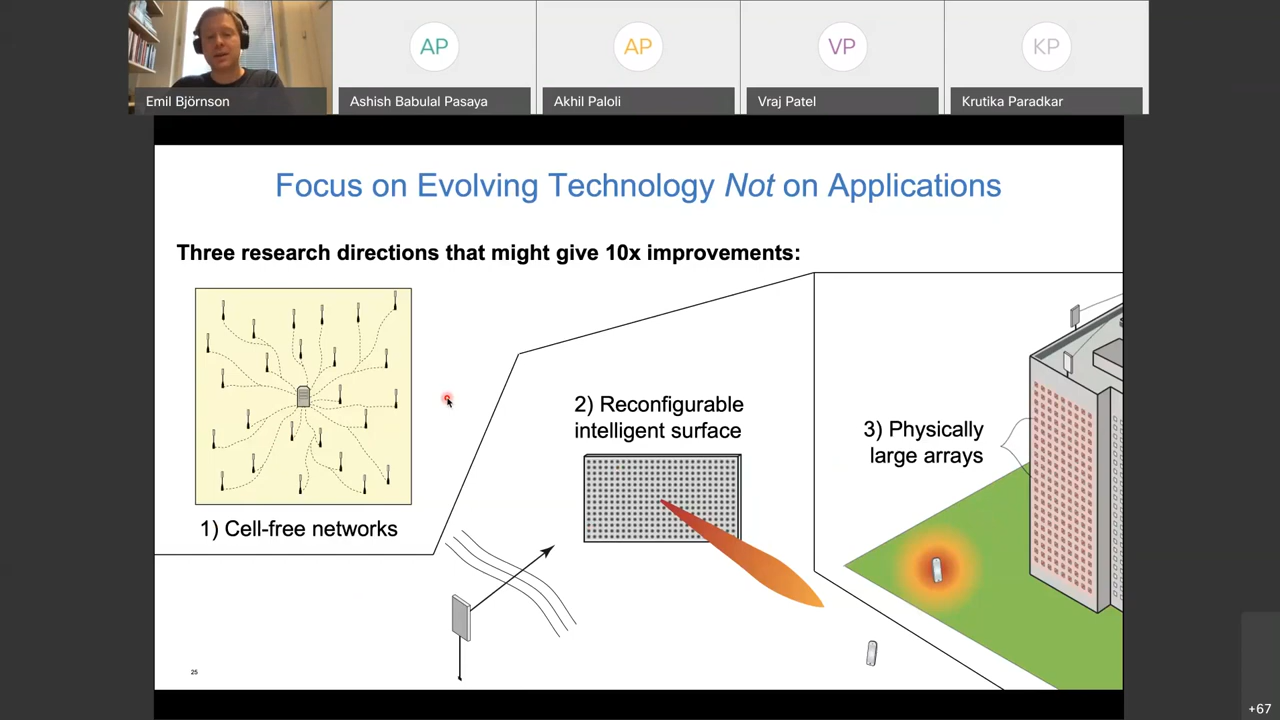 AP
AP
VP
KP
Emil Björnson
Ashish Babulal Pasaya
Akhil Paloli
Vraj Patel
Krutika Paradkar
Focus on Evolving Technology Not on Applications
Three research directions that might give 10x improvements:
1) Cell-free networks
2) Reconfigurable
intelligent surface
3) Physically
large arrays
25
+67